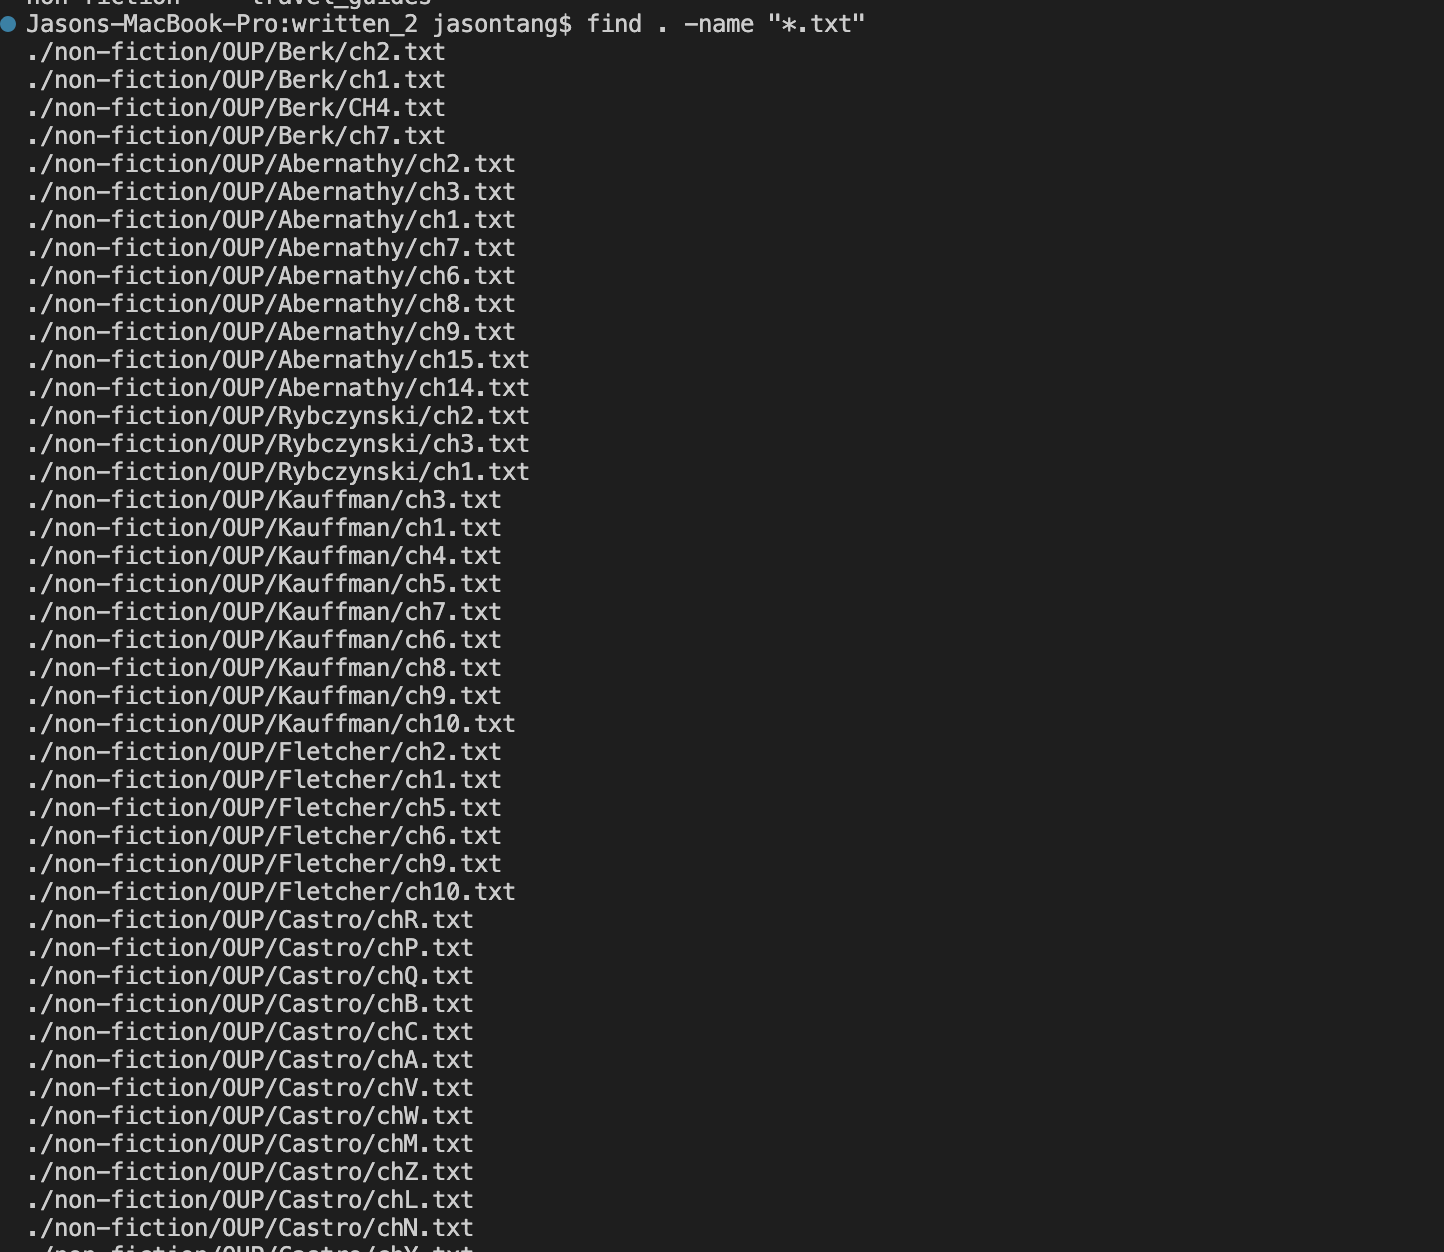 non-fiction travel_guides
Jasons-MacBook-Pro:written_2 jasontang$ find . -name "*.txt"
./non-fiction/OUP/Berk/ch2.txt
./non-fiction/OUP/Berk/ch1.txt
./non-fiction/OUP/Berk/CH4.txt
./non-fiction/OUP/Berk/ch7.txt
./non-fiction/OUP/Abernathy/ch2.txt
./non-fiction/OUP/Abernathy/ch3.txt
./non-fiction/OUP/Abernathy/ch1.txt
./non-fiction/OUP/Abernathy/ch7.txt
./non-fiction/OUP/Abernathy/ch6.txt
./non-fiction/OUP/Abernathy/ch8.txt
./non-fiction/OUP/Abernathy/ch9.txt
./non-fiction/OUP/Abernathy/ch15.txt
./non-fiction/OUP/Abernathy/ch14.txt
./non-fiction/OUP/Rybczynski/ch2.txt
./non-fiction/OUP/Rybczynski/ch3.txt
./non-fiction/OUP/Rybczynski/ch1.txt
./non-fiction/OUP/Kauffman/ch3.txt
./non-fiction/OUP/Kauffman/ch1.txt
./non-fiction/OUP/Kauffman/ch4.txt
./non-fiction/OUP/Kauffman/ch5.txt
./non-fiction/OUP/Kauffman/ch7.txt
./non-fiction/OUP/Kauffman/ch6.txt
./non-fiction/OUP/Kauffman/ch8.txt
./non-fiction/OUP/Kauffman/ch9.txt
./non-fiction/OUP/Kauffman/ch10.txt
./non-fiction/OUP/Fletcher/ch2.txt
./non-fiction/OUP/Fletcher/ch1.txt
./non-fiction/OUP/Fletcher/ch5.txt
./non-fiction/OUP/Fletcher/ch6.txt
./non-fiction/OUP/Fletcher/ch9.txt
./non-fiction/OUP/Fletcher/ch10.txt
./non-fiction/OUP/Castro/chR.txt
./non-fiction/OUP/Castro/chP.txt
./non-fiction/OUP/Castro/chQ.txt
./non-fiction/OUP/Castro/chB.txt
./non-fiction/OUP/Castro/chC.txt
./non-fiction/OUP/Castro/chA.txt
./non-fiction/OUP/Castro/chV.txt
./non-fiction/OUP/Castro/chW.txt
./non-fiction/OUP/Castro/chM.txt
./non-fiction/OUP/Castro/chZ.txt
./non-fiction/OUP/Castro/chL.txt
./non-fiction/OUP/Castro/chN.txt